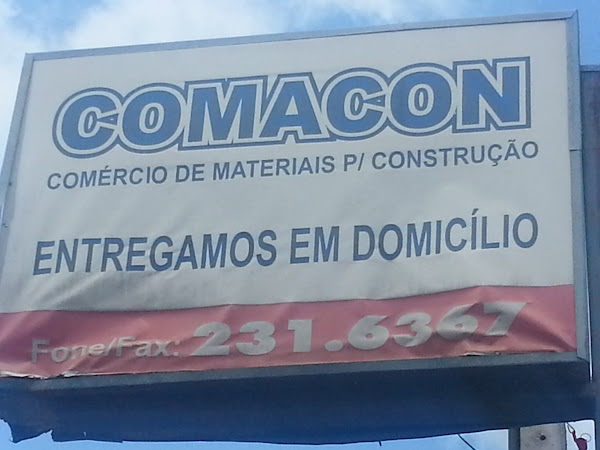 COMACON
COMÉRCIO DE MATERIAIS P/ CONSTRUÇÃO
ENTREGAMOS EM DOMICÍLIO
Fone/Fax: 231.6367